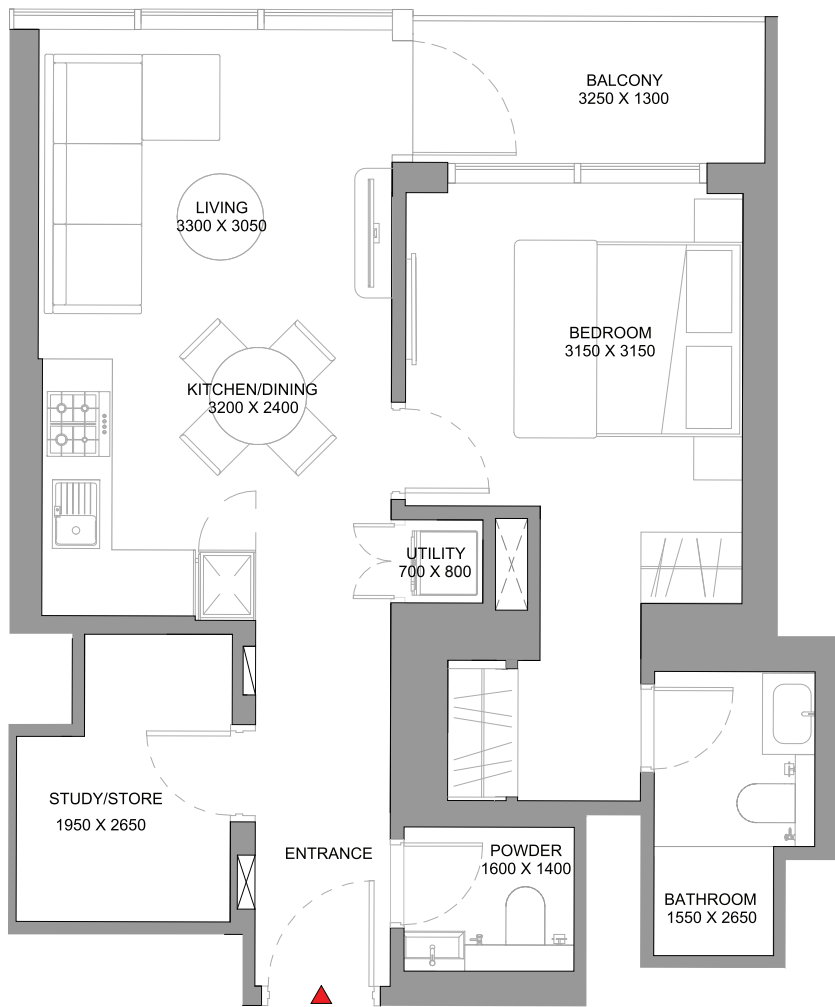 BALCONY
3250 X 1300
LIVING
3300 X 3050
BEDROOM
3150 X 3150
KITCHEN/DINING
3200 X 2400
UTILITY
700 X 800
STUDY/STORE
1950 X 2650
ENTRANCE
POWDER
1600 X 1400
BATHROOM
1550 X 2650